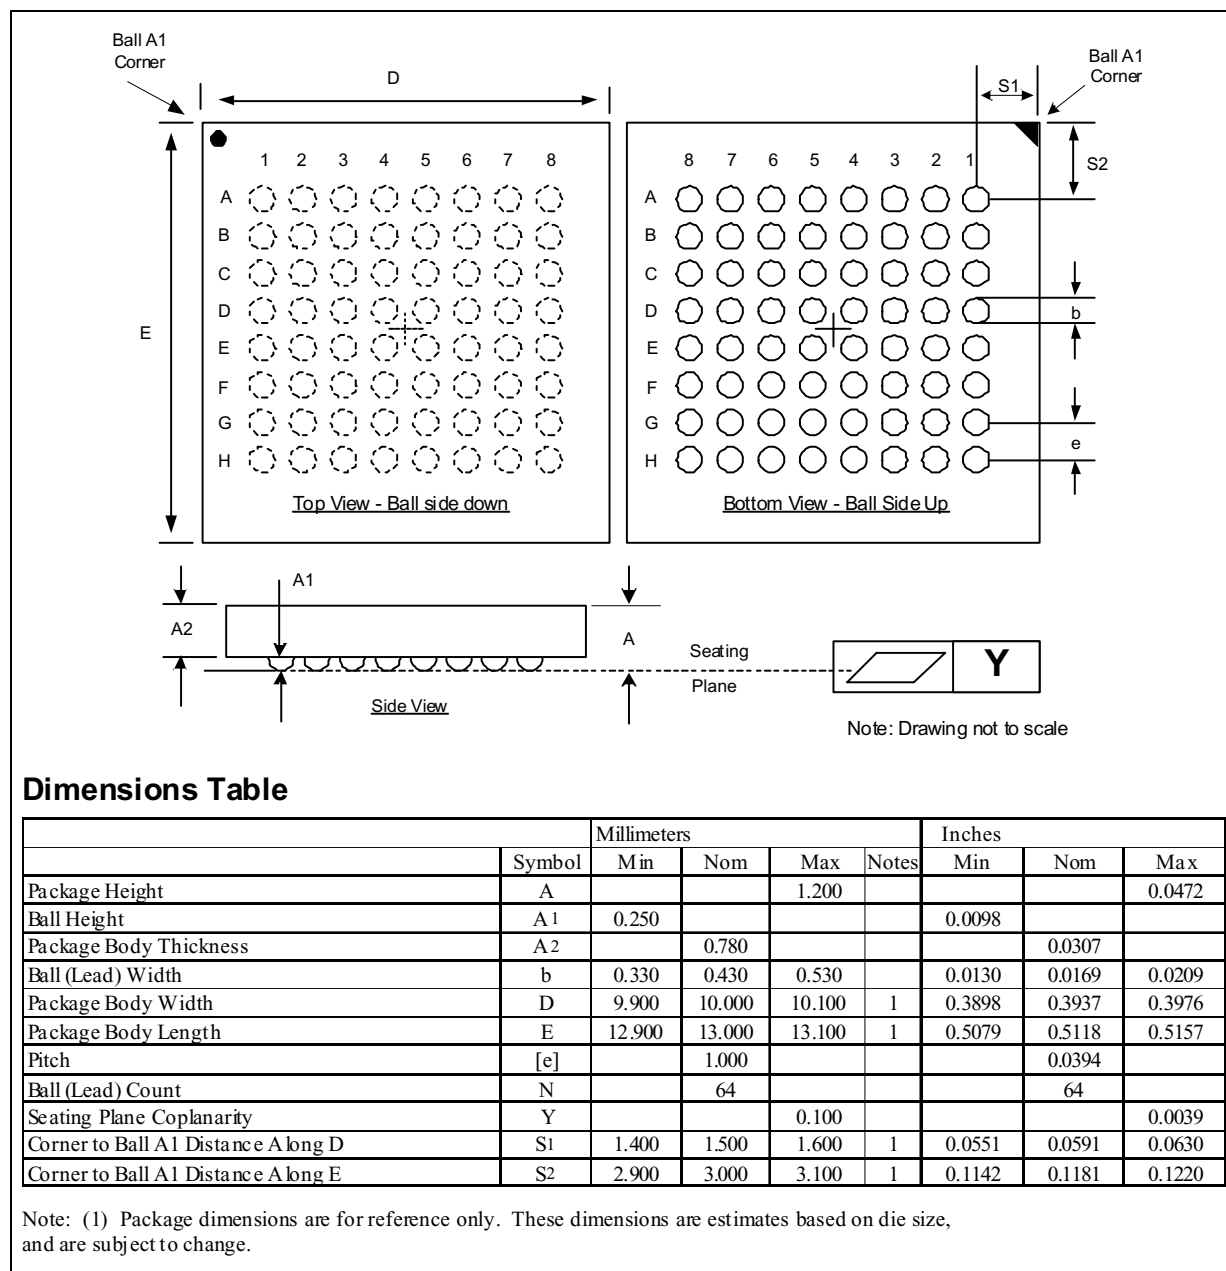 Ball A1
Corner
D
S1
Ball A1
Corner
S2
1 2 3 4 5 6 7 8
8 7 6 5 4 3 2 1
A
B
C
D
E
F
G
H
E
A
B
C
D
E
F
G
H
b
e
Top View - Ball side down
Bottom View - Ball Side Up
A1
A2
A
Seating
Plane
Y
Side View
Note: Drawing not to scale
Dimensions Table
Millimeters Inches
Symbol Min Nom Max Notes Min Nom Max
Package Height A 1.200 0.0472
Ball Height A1 0.250 0.0098
Package Body Thickness A2 0.780 0.0307
Ball (Lead) Width b 0.330 0.430 0.530 0.0130 0.0169 0.0209
Package Body Width D 9.900 10.000 10.100 1 0.3898 0.3937 0.3976
Package Body Length E 12.900 13.000 13.100 1 0.5079 0.5118 0.5157
Pitch [e] 1.000 0.0394
Ball (Lead) Count N 64 64
Seating Plane Coplanarity Y 0.100 0.0039
Corner to Ball A1 Distance Along D S1 1.400 1.500 1.600 1 0.0551 0.0591 0.0630
Corner to Ball A1 Distance Along E S2 2.900 3.000 3.100 1 0.1142 0.1181 0.1220
Note: (1) Package dimensions are for reference only. These dimensions are estimates based on die size,
and are subject to change.